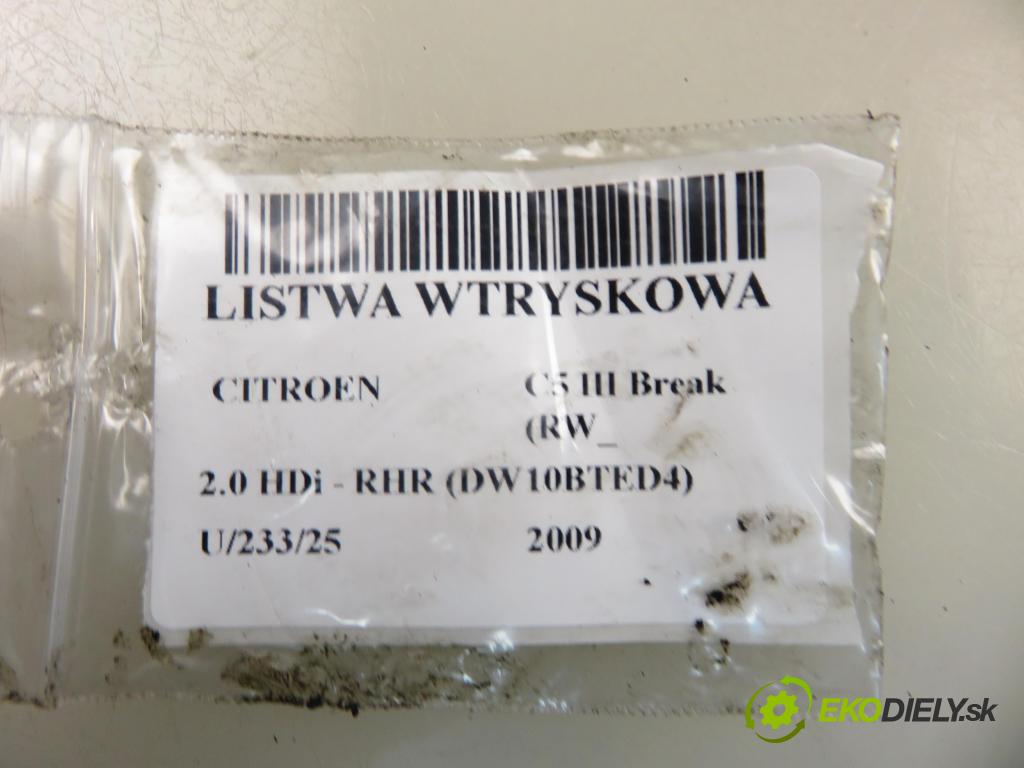 LISTWA WTRYSKOWA
CITROEN C5 III Break
(RW_
2.0 HDi - RHR (DW10BTED4)
U/233/25 2009
EKODIELY.sk